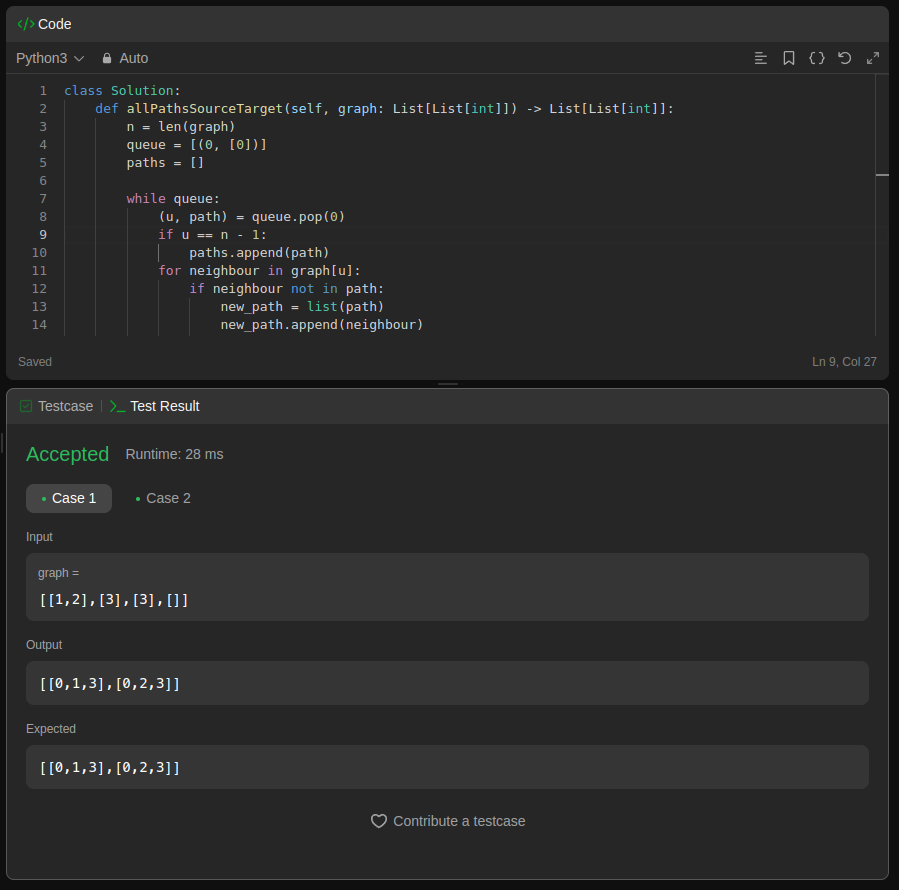 </> Code
Python3 Auto
1 class Solution:
2     def allPathsSourceTarget(self, graph: List[List[int]]) -> List[List[int]]:
3         n = len(graph)
4         queue = [(0, [0])]
5         paths = []
6
7         while queue:
8             (u, path) = queue.pop(0)
9             if u == n - 1:
10                 paths.append(path)
11             for neighbour in graph[u]:
12                 if neighbour not in path:
13                     new_path = list(path)
14                     new_path.append(neighbour)
Saved Ln 9, Col 27
Testcase | >_ Test Result
Accepted Runtime: 28 ms
• Case 1 • Case 2
Input
graph =
[[1,2],[3],[3],[]]
Output
[[0,1,3],[0,2,3]]
Expected
[[0,1,3],[0,2,3]]
Contribute a testcase